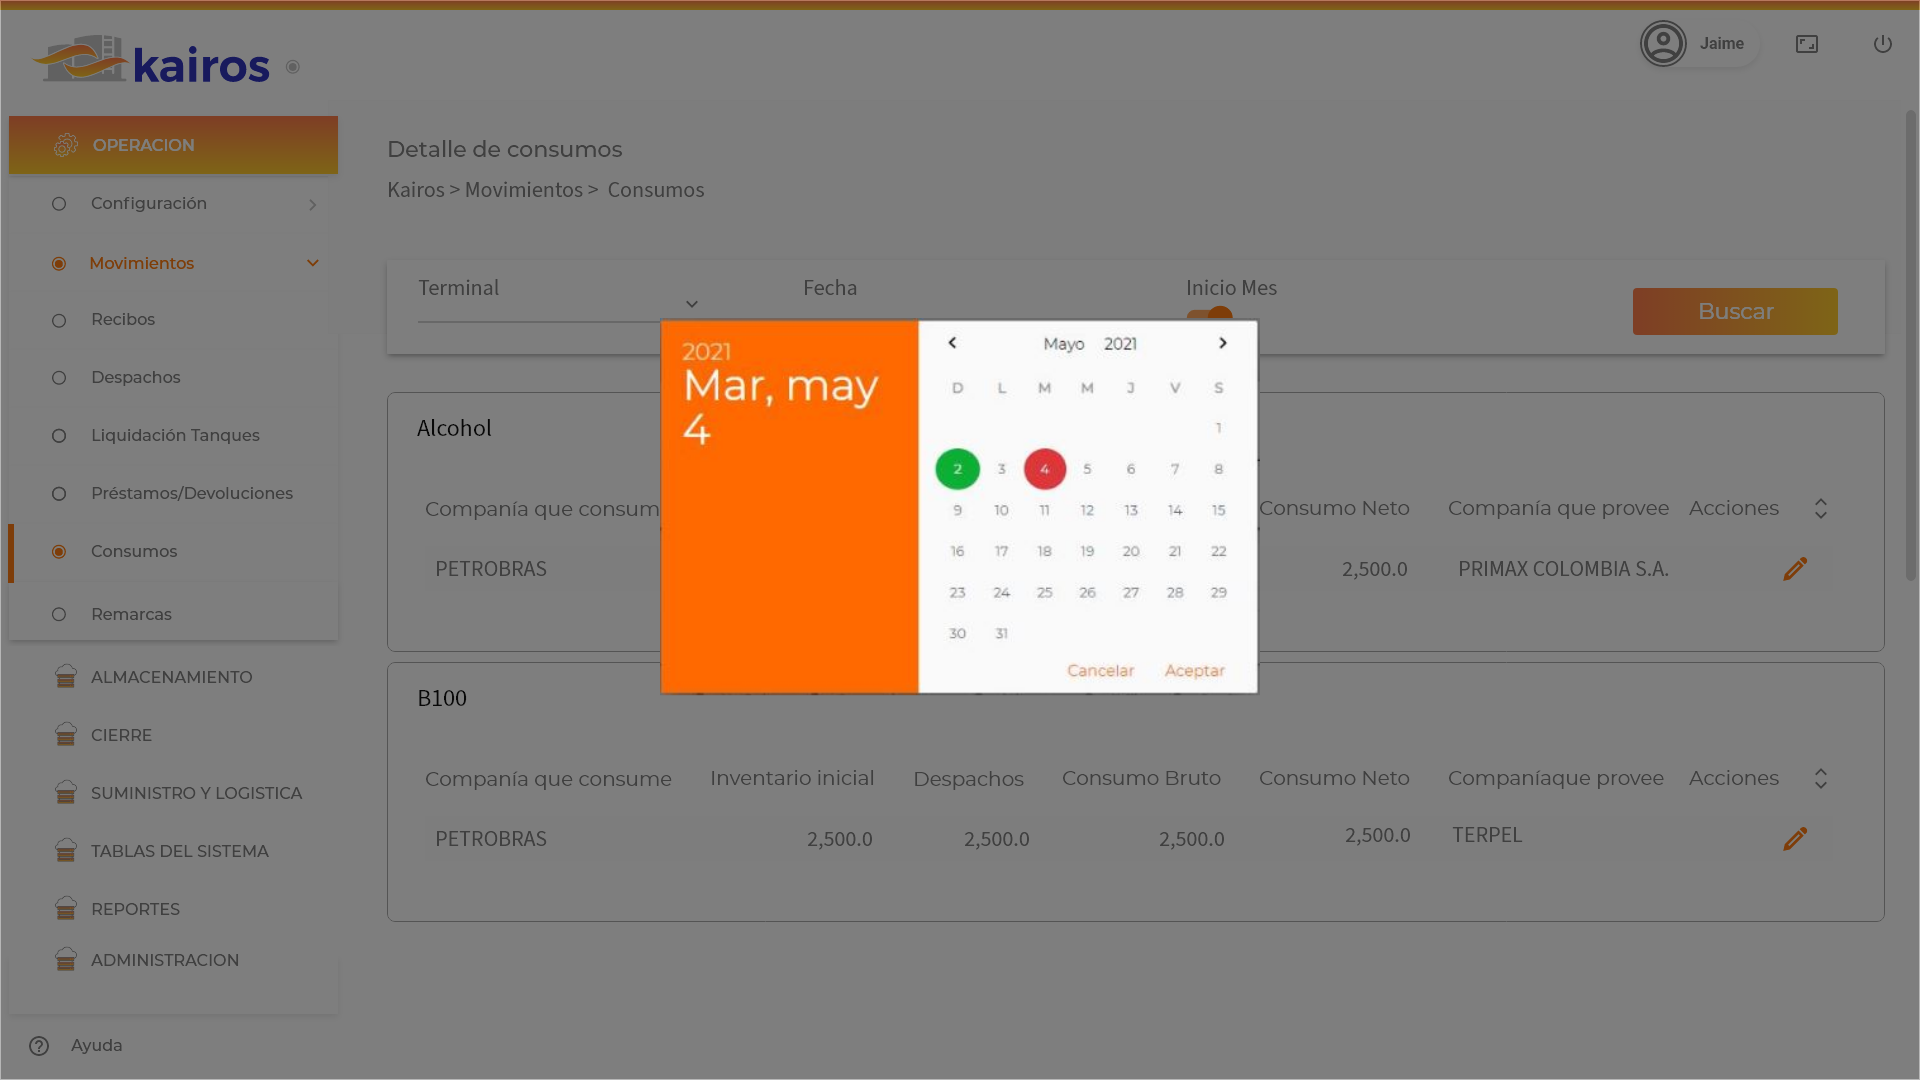 kairos
Jaime
OPERACION
Configuración
Movimientos
Recibos
Despachos
Liquidación Tanques
Préstamos/Devoluciones
Consumos
Remarcas
ALMACENAMIENTO
CIERRE
SUMINISTRO Y LOGISTICA
TABLAS DEL SISTEMA
REPORTES
ADMINISTRACION
Ayuda
Detalle de consumos
Kairos > Movimientos > Consumos
Terminal
Fecha
Inicio Mes
Buscar
2021
Mar, may
4
Mayo 2021
D L M M J V S
1
2 3 4 5 6 7 8
9 10 11 12 13 14 15
16 17 18 19 20 21 22
23 24 25 26 27 28 29
30 31
Cancelar Aceptar
Alcohol
Compañía que consum Consumo Neto Compañía que provee Acciones
PETROBRAS 2,500.0 PRIMAX COLOMBIA S.A.
B100
Compañía que consume Inventario inicial Despachos Consumo Bruto Consumo Neto Compañíaque provee Acciones
PETROBRAS 2,500.0 2,500.0 2,500.0 2,500.0 TERPEL